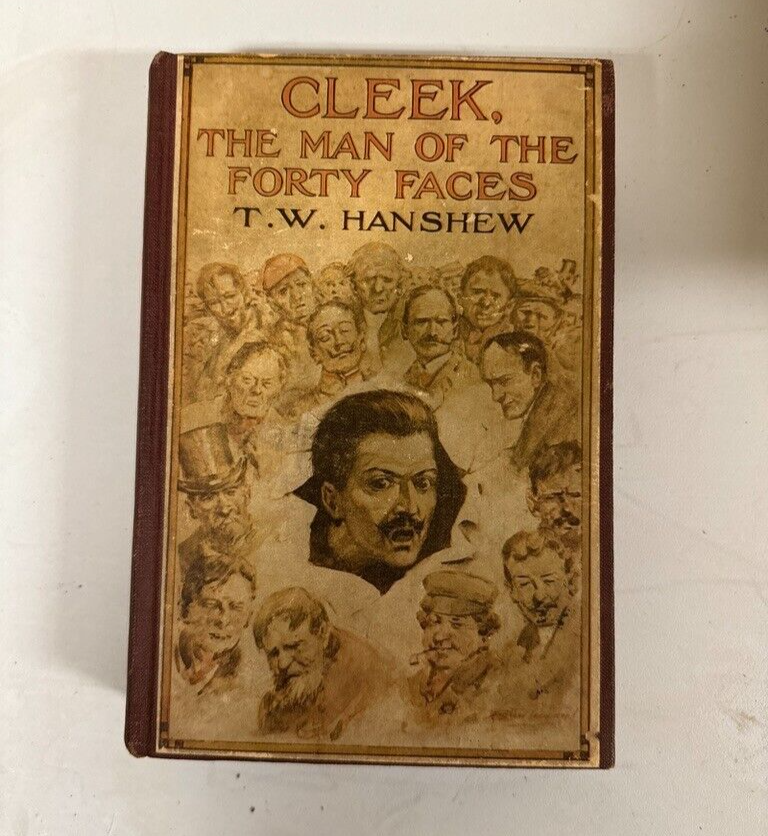 CLEEK,
THE MAN OF THE
FORTY FACES
T.W. HANSHEW